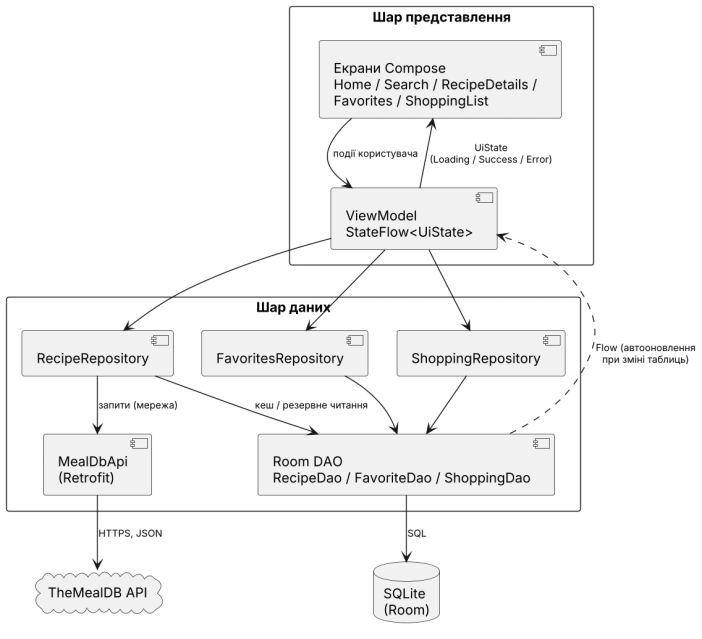 Шар представлення
Екрани Compose
Home / Search / RecipeDetails /
Favorites / ShoppingList
події користувача
UiState
(Loading / Success / Error)
ViewModel
StateFlow<UiState>
Шар даних
RecipeRepository
FavoritesRepository
ShoppingRepository
Flow (автооновлення
при зміні таблиць)
запити (мережа)
кеш / резервне читання
MealDbApi
(Retrofit)
Room DAO
RecipeDao / FavoriteDao / ShoppingDao
HTTPS, JSON
SQL
TheMealDB API
SQLite
(Room)